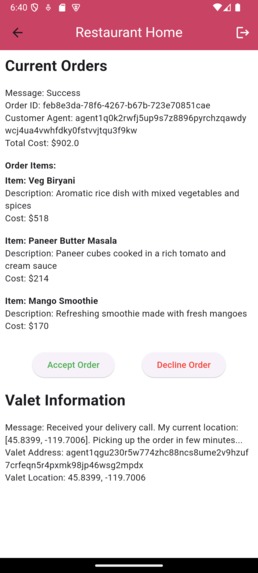 6:40
Restaurant Home
Current Orders
Message: Success
Order ID: feb8e3da-78f6-4267-b67b-723e70851cae
Customer Agent: agent1q0k2rwfj5up9s7z8896pyrchzqawdy
wcj4ua4vwhfdky0fstvvjtqu3f9kw
Total Cost: $902.0
Order Items:
Item: Veg Biryani
Description: Aromatic rice dish with mixed vegetables and
spices
Cost: $518
Item: Paneer Butter Masala
Description: Paneer cubes cooked in a rich tomato and
cream sauce
Cost: $214
Item: Mango Smoothie
Description: Refreshing smoothie made with fresh mangoes
Cost: $170
Accept Order Decline Order
Valet Information
Message: Received your delivery call. My current location:
[45.8399, -119.7006]. Picking up the order in few minutes...
Valet Address: agent1qgu230r5w774zhc88ncs8ume2v9hzuf
7crfeqn5r4pxmk98jp46wsg2mpdx
Valet Location: 45.8399, -119.7006